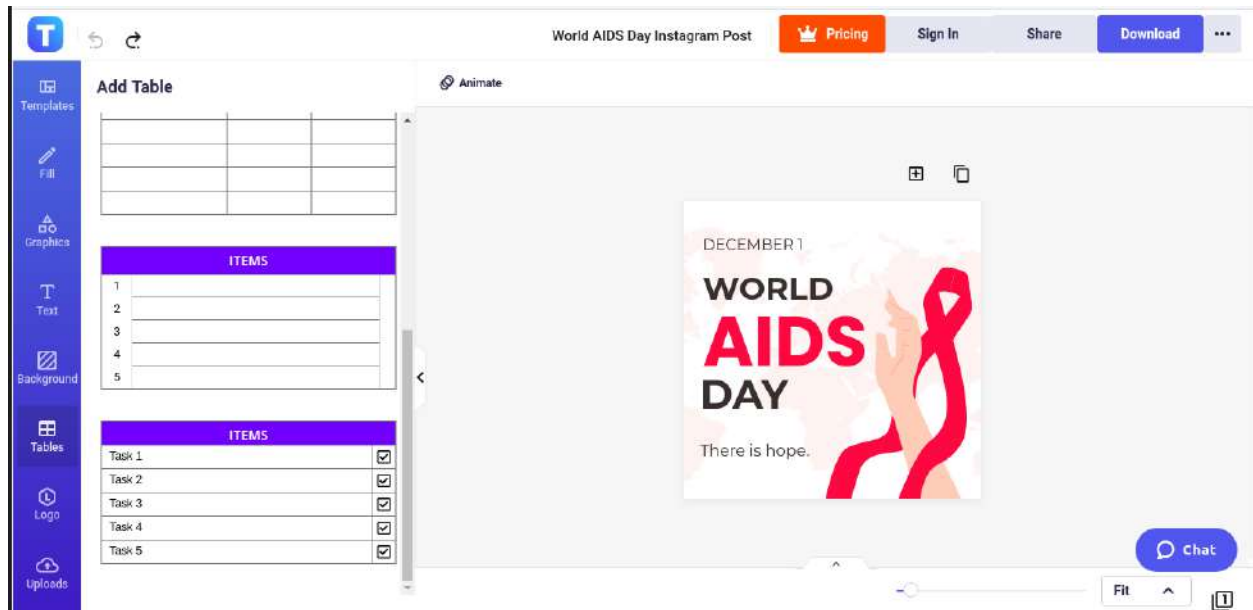 T
World AIDS Day Instagram Post
Pricing
Sign In
Share
Download
Templates
Fill
Graphics
Text
Background
Tables
Logo
Uploads
Add Table
ITEMS
1
2
3
4
5
ITEMS
Task 1
Task 2
Task 3
Task 4
Task 5
Animate
DECEMBER 1
WORLD
AIDS
DAY
There is hope.
Chat
Fit
1